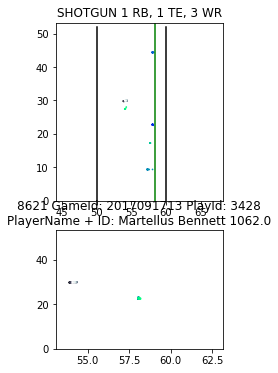 SHOTGUN 1 RB, 1 TE, 3 WR
50
40
30
20
10
0
45 50 55 60 65
8621 GameId: 2017091713 PlayId: 3428
PlayerName + ID: Martellus Bennett 1062.0
40
20
0
55.0 57.5 60.0 62.5